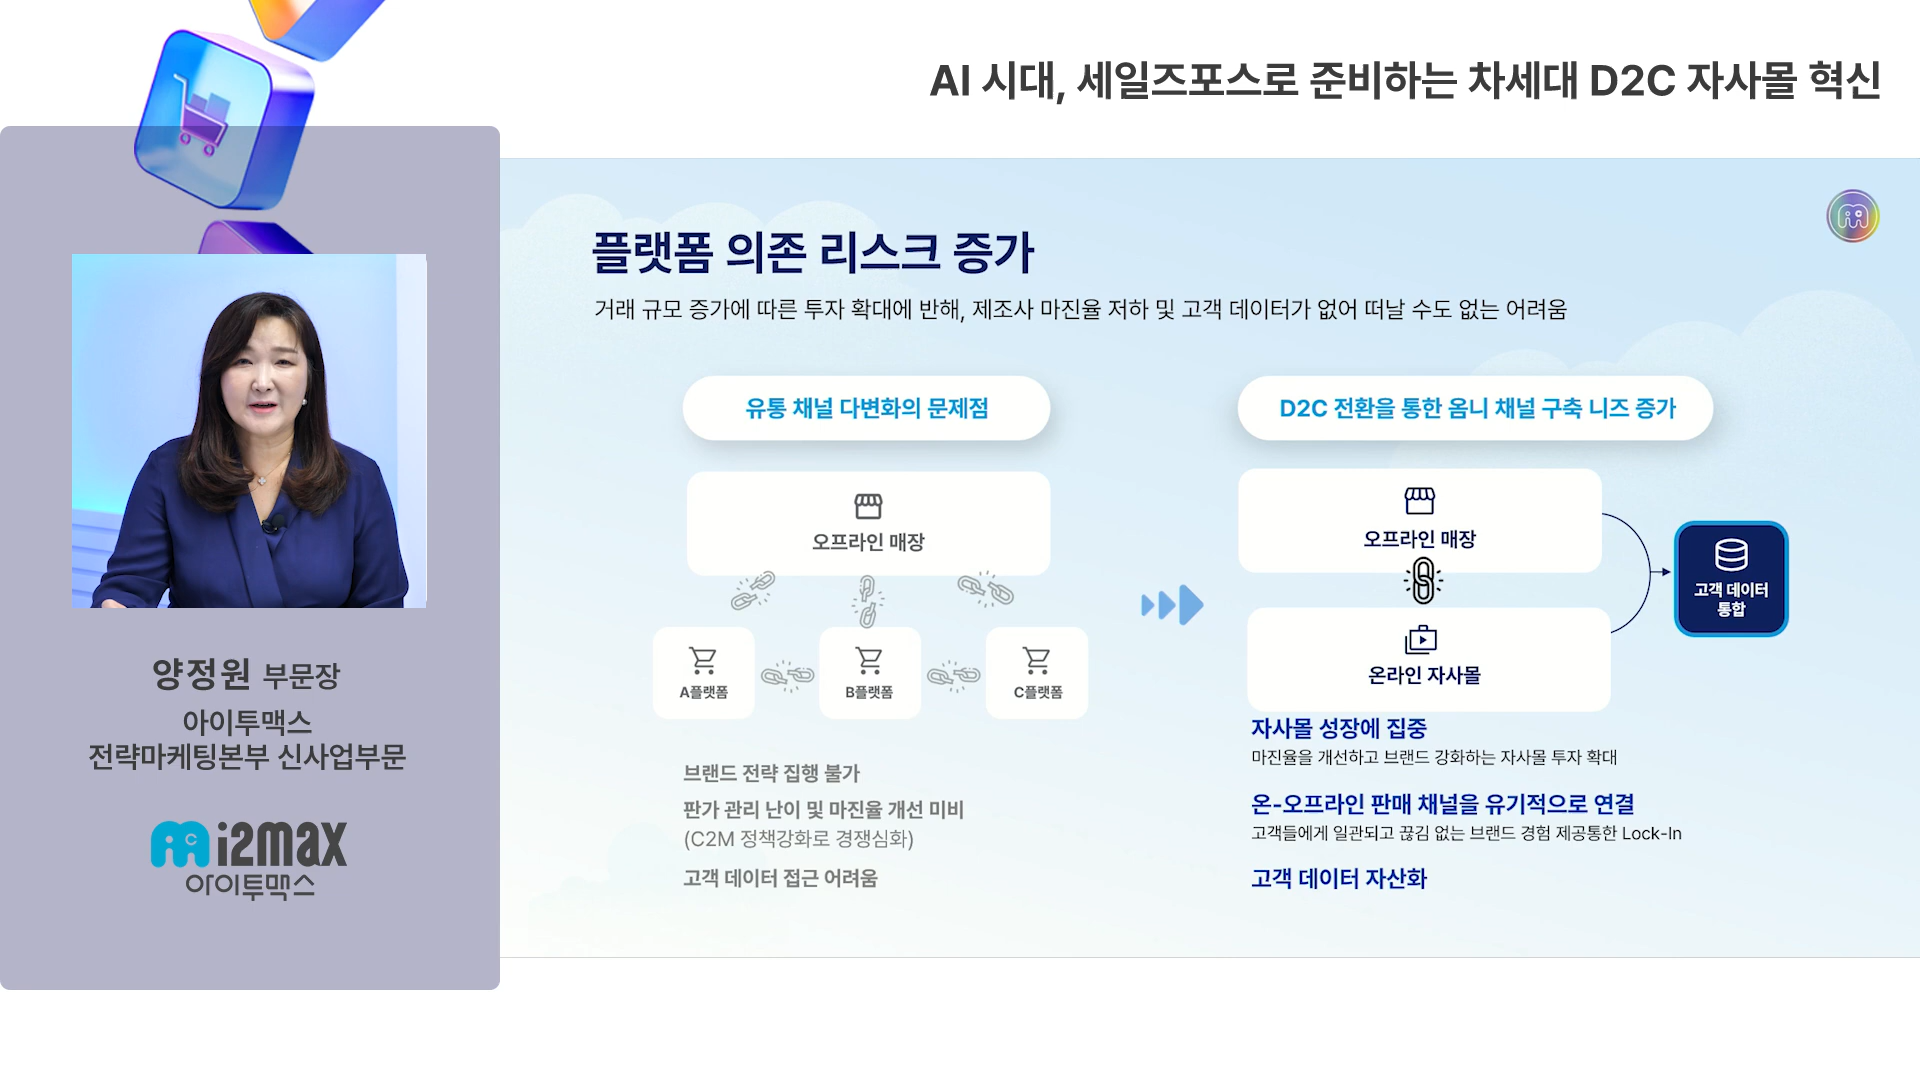 AI 시대, 세일즈포스로 준비하는 차세대 D2C 자사몰 혁신
양정원 부문장
아이투맥스
전략마케팅본부 신사업부문
i2max
아이투맥스
플랫폼 의존 리스크 증가
거래 규모 증가에 따른 투자 확대에 반해, 제조사 마진율 저하 및 고객 데이터가 없어 떠날 수도 없는 어려움
유통 채널 다변화의 문제점
오프라인 매장
A플랫폼
B플랫폼
C플랫폼
브랜드 전략 집행 불가
판가 관리 난이 및 마진율 개선 미비
(C2M 정책강화로 경쟁심화)
고객 데이터 접근 어려움
D2C 전환을 통한 옴니 채널 구축 니즈 증가
오프라인 매장
온라인 자사몰
고객 데이터
통합
자사몰 성장에 집중
마진율을 개선하고 브랜드 강화하는 자사몰 투자 확대
온-오프라인 판매 채널을 유기적으로 연결
고객들에게 일관되고 끊김 없는 브랜드 경험 제공통한 Lock-In
고객 데이터 자산화